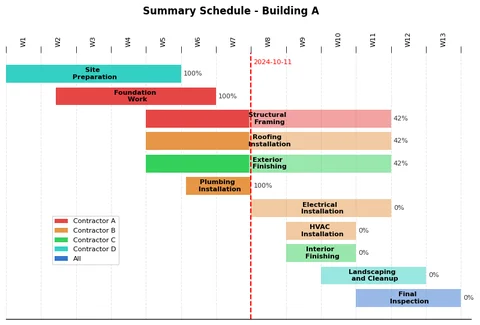 Summary Schedule - Building A
W1 W2 W3 W4 W5 W6 W7 W8 W9 W10 W11 W12 W13
2024-10-11
Site
Preparation
100%
Foundation
Work
100%
Structural
Framing
42%
Roofing
Installation
42%
Exterior
Finishing
42%
Plumbing
Installation
100%
Electrical
Installation
0%
HVAC
Installation
0%
Interior
Finishing
0%
Landscaping
and Cleanup
0%
Final
Inspection
0%
Contractor A
Contractor B
Contractor C
Contractor D
All